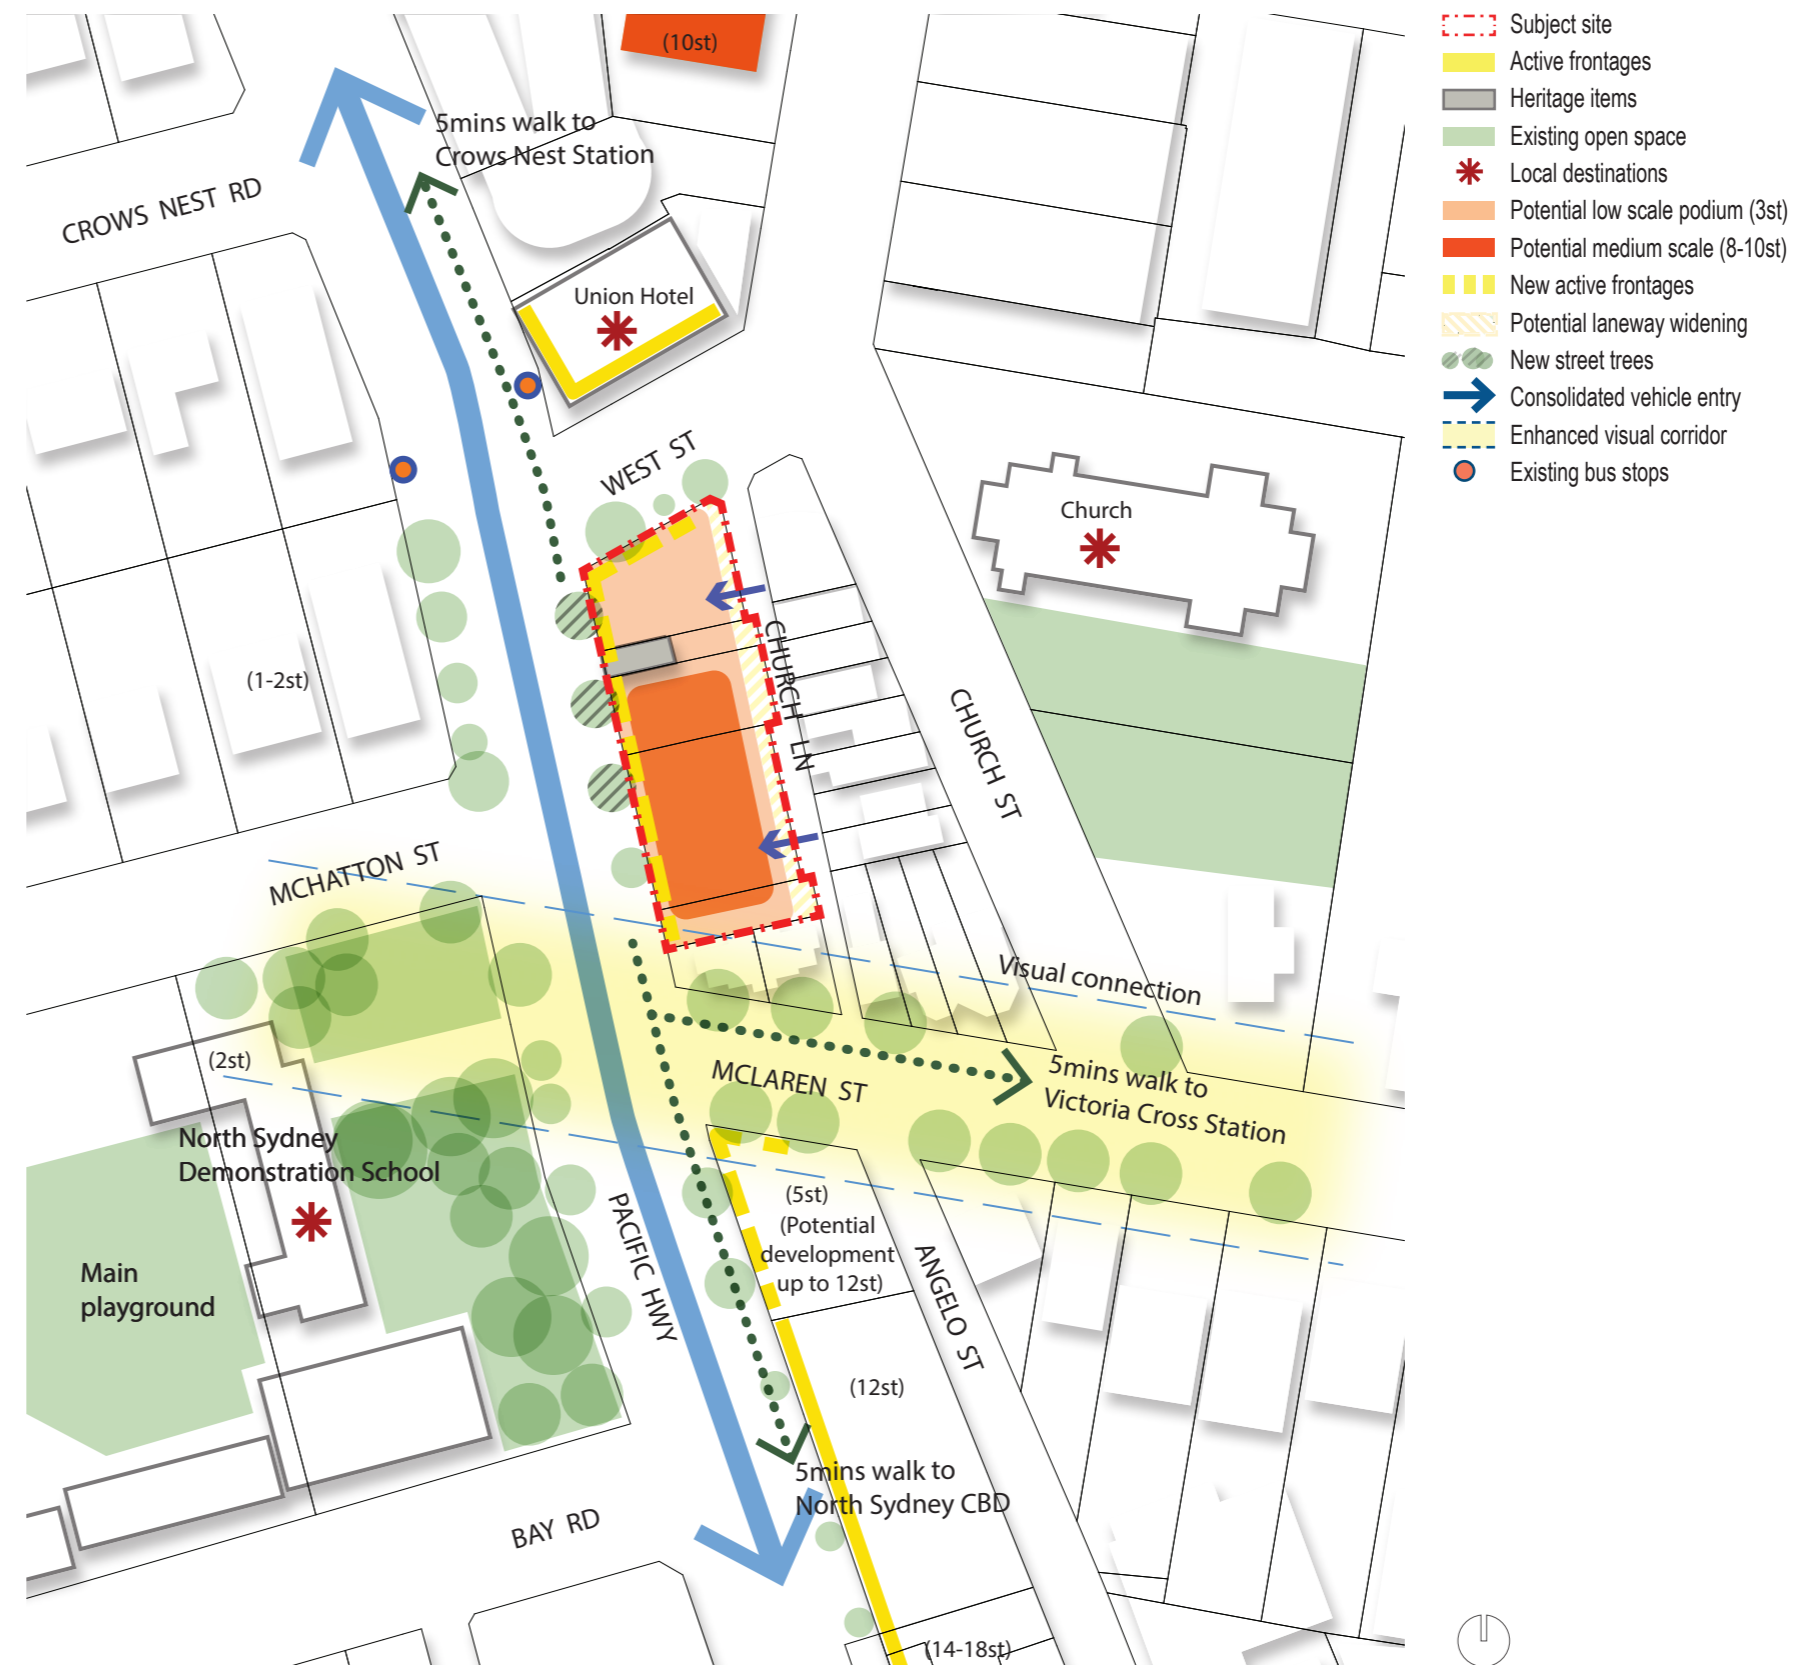 (10st)
5mins walk to
Crows Nest Station
CROWS NEST RD
Union Hotel
WEST ST
Church
(1-2st)
CHURCH LN
CHURCH ST
MCHATTON ST
Visual connection
(2st)
5mins walk to
Victoria Cross Station
MCLAREN ST
North Sydney
Demonstration School
(5st)
(Potential
development
up to 12st)
Main
playground
PACIFIC HWY
ANGELO ST
(12st)
5mins walk to
North Sydney CBD
BAY RD
(14-18st)
Subject site
Active frontages
Heritage items
Existing open space
Local destinations
Potential low scale podium (3st)
Potential medium scale (8-10st)
New active frontages
Potential laneway widening
New street trees
Consolidated vehicle entry
Enhanced visual corridor
Existing bus stops